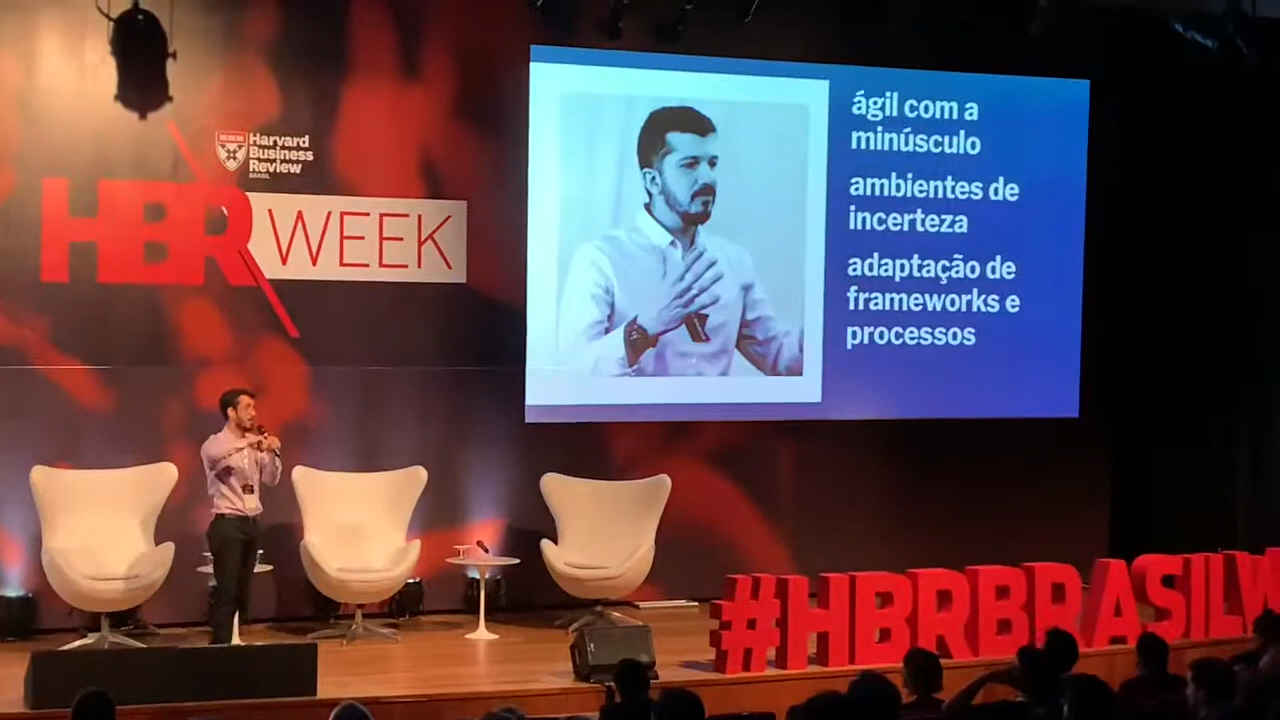 Harvard
Business
Review
BRASIL
HBR WEEK
ágil com a
minúsculo
ambientes de
incerteza
adaptação de
frameworks e
processos
#HBRBRASILW